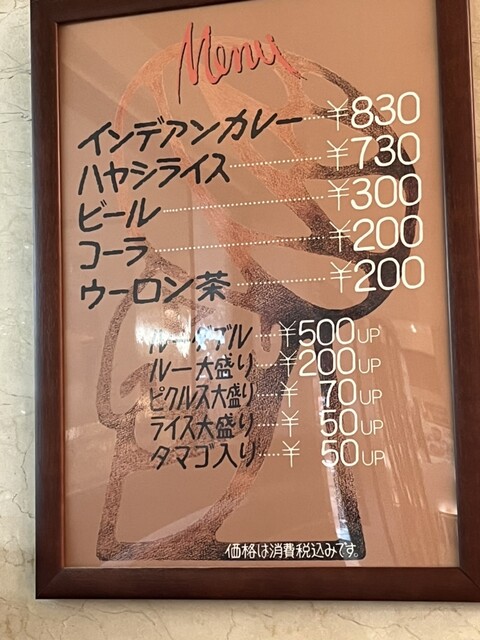 Menu
インデアンカレー ¥830
ハヤシライス ¥730
ビール ¥300
コーラ ¥200
ウーロン茶 ¥200
ルーダブル ¥500UP
ルー大盛り ¥200UP
ピクルス大盛り ¥70UP
ライス大盛り ¥50UP
タマゴ入り ¥50UP
価格は消費税込みです。